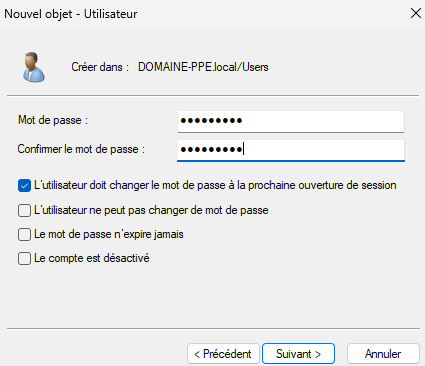 Nouvel objet - Utilisateur
Créer dans : DOMAINE-PPE.local/Users
Mot de passe : ●●●●●●●●●
Confirmer le mot de passe : ●●●●●●●●●
L'utilisateur doit changer le mot de passe à la prochaine ouverture de session
L'utilisateur ne peut pas changer de mot de passe
Le mot de passe n'expire jamais
Le compte est désactivé
< Précédent Suivant > Annuler